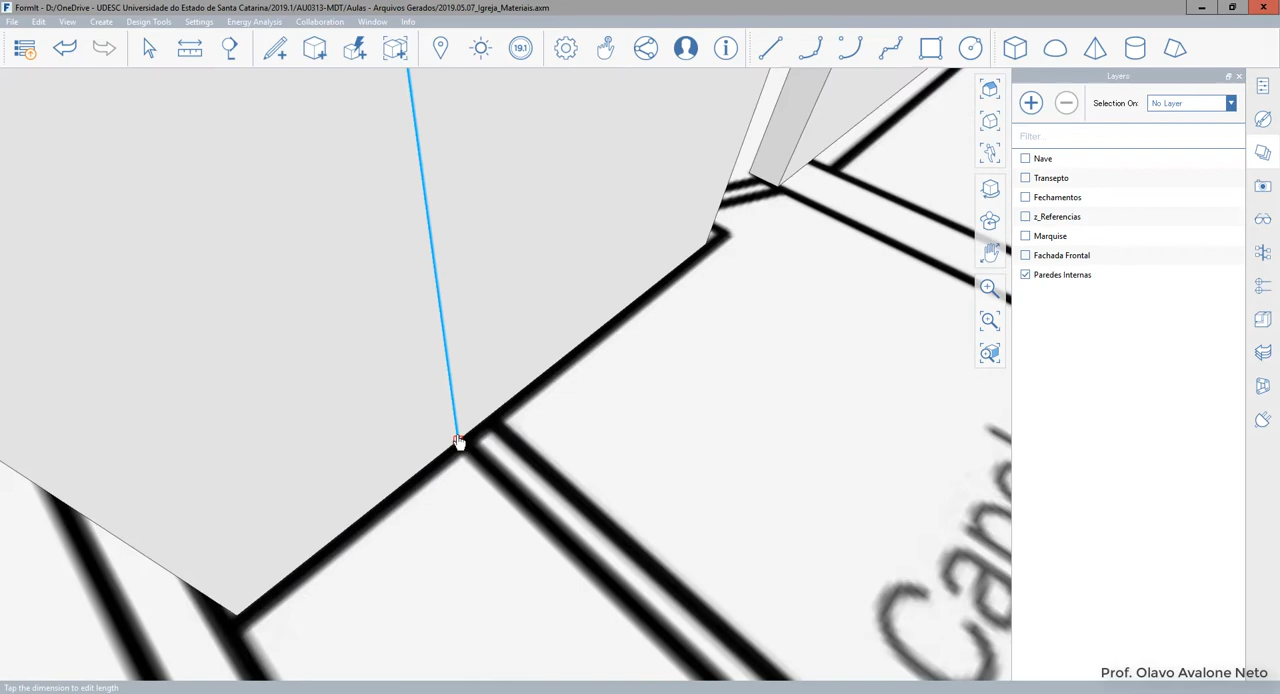 FormIt - D:/OneDrive - UDESC Universidade do Estado de Santa Catarina/2019.1/AU0313-MDT/Aulas - Arquivos Gerados/2019.05.07_Igreja_Materiais.axm
File Edit View Create Design Tools Settings Energy Analysis Collaboration Window Info
19.1
Layers
Selection On: No Layer
Filter...
Nave
Transepto
Fechamentos
z_Referencias
Marquise
Fachada Frontal
Paredes Internas
Prof. Olavo Avalone Neto
Tap the dimension to edit length